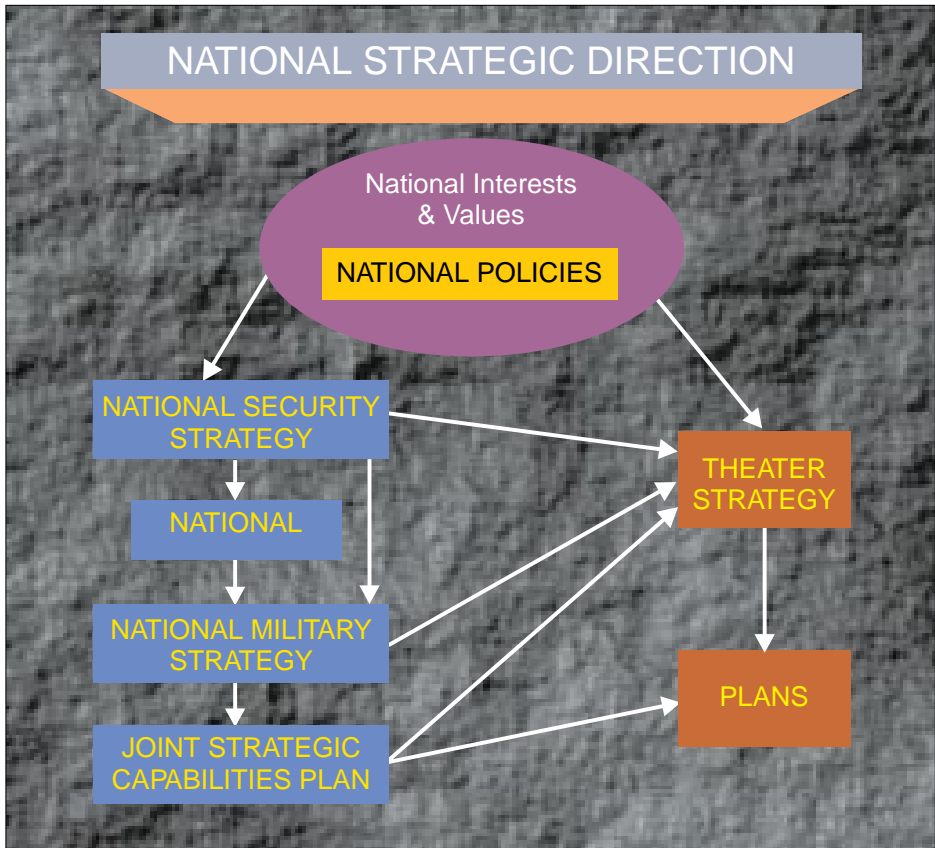 NATIONAL STRATEGIC DIRECTION
National Interests
& Values
NATIONAL POLICIES
NATIONAL SECURITY
STRATEGY
NATIONAL
NATIONAL MILITARY
STRATEGY
JOINT STRATEGIC
CAPABILITIES PLAN
THEATER
STRATEGY
PLANS